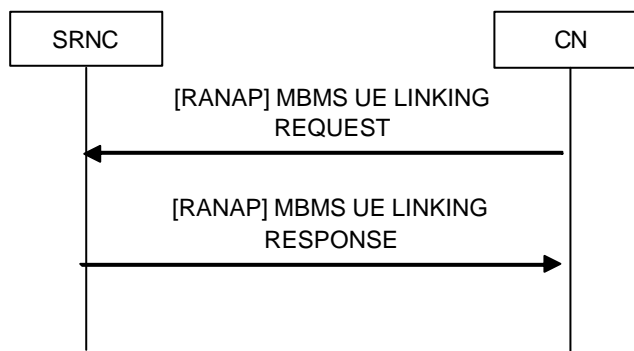 SRNC
CN
[RANAP] MBMS UE LINKING
REQUEST
[RANAP] MBMS UE LINKING
RESPONSE